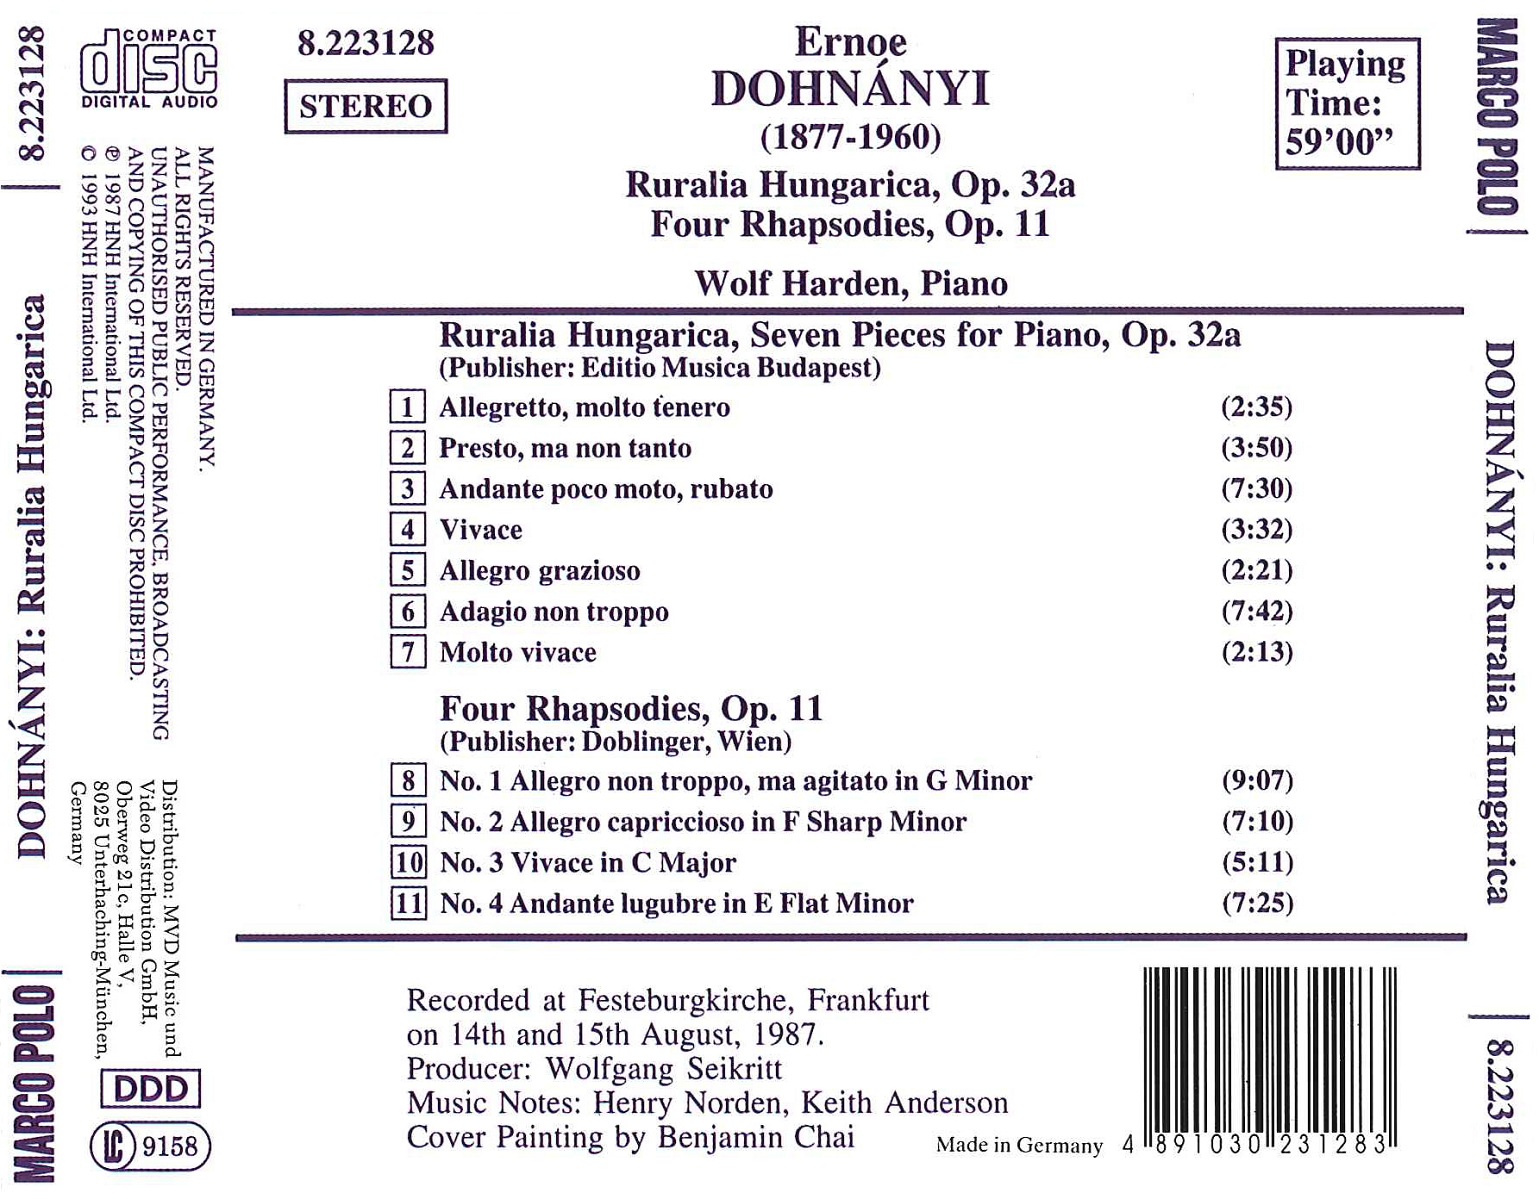 8.223128
DOHNÁNYI: Ruralia Hungarica
MARCO POLO
COMPACT
disc
DIGITAL AUDIO
MANUFACTURED IN GERMANY.
ALL RIGHTS RESERVED.
UNAUTHORISED PUBLIC PERFORMANCE, BROADCASTING
AND COPYING OF THIS COMPACT DISC PROHIBITED.
℗ 1987 HNH International Ltd.
© 1993 HNH International Ltd.
Distribution: MVD Music und
Video Distribution GmbH,
Oberweg 21c, Halle V,
8025 Unterhaching-München,
Germany
DDD
LC 9158
8.223128
STEREO
Ernoe
DOHNÁNYI
(1877-1960)
Ruralia Hungarica, Op. 32a
Four Rhapsodies, Op. 11
Wolf Harden, Piano
Playing
Time:
59’00”
Ruralia Hungarica, Seven Pieces for Piano, Op. 32a
(Publisher: Editio Musica Budapest)
1 Allegretto, molto tenero (2:35)
2 Presto, ma non tanto (3:50)
3 Andante poco moto, rubato (7:30)
4 Vivace (3:32)
5 Allegro grazioso (2:21)
6 Adagio non troppo (7:42)
7 Molto vivace (2:13)
Four Rhapsodies, Op. 11
(Publisher: Doblinger, Wien)
8 No. 1 Allegro non troppo, ma agitato in G Minor (9:07)
9 No. 2 Allegro capriccioso in F Sharp Minor (7:10)
10 No. 3 Vivace in C Major (5:11)
11 No. 4 Andante lugubre in E Flat Minor (7:25)
Recorded at Festeburgkirche, Frankfurt
on 14th and 15th August, 1987.
Producer: Wolfgang Seikritt
Music Notes: Henry Norden, Keith Anderson
Cover Painting by Benjamin Chai
Made in Germany
4 891030 231283
MARCO POLO
DOHNÁNYI: Ruralia Hungarica
8.223128